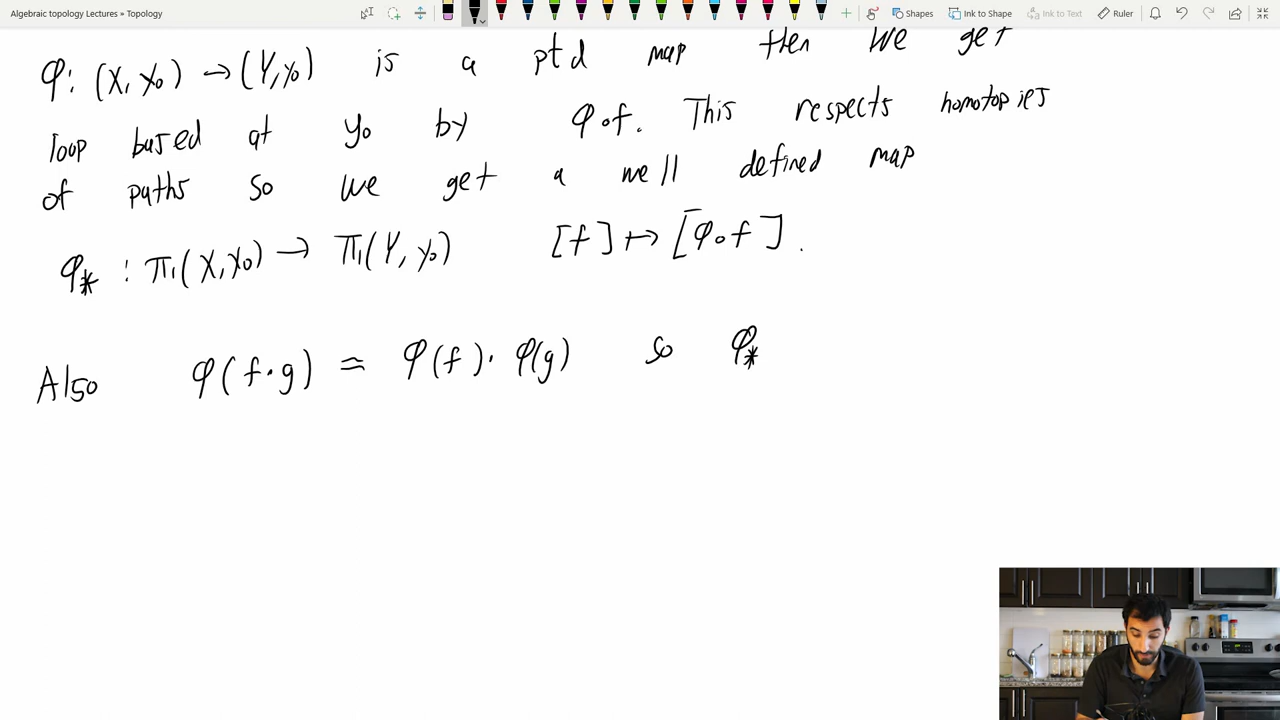 Algebraic topology Lectures » Topology
Shapes
Ink to Shape
Ink to Text
Ruler
φ: (X, x₀) → (Y, y₀) is a ptd map then we get
loop based at y₀ by φ∘f. This respects homotopies
of paths so we get a well defined map
φ* : π₁(X, x₀) → π₁(Y, y₀) [f] ↦ [φ∘f].
Also φ(f·g) ≃ φ(f)·φ(g) so φ*